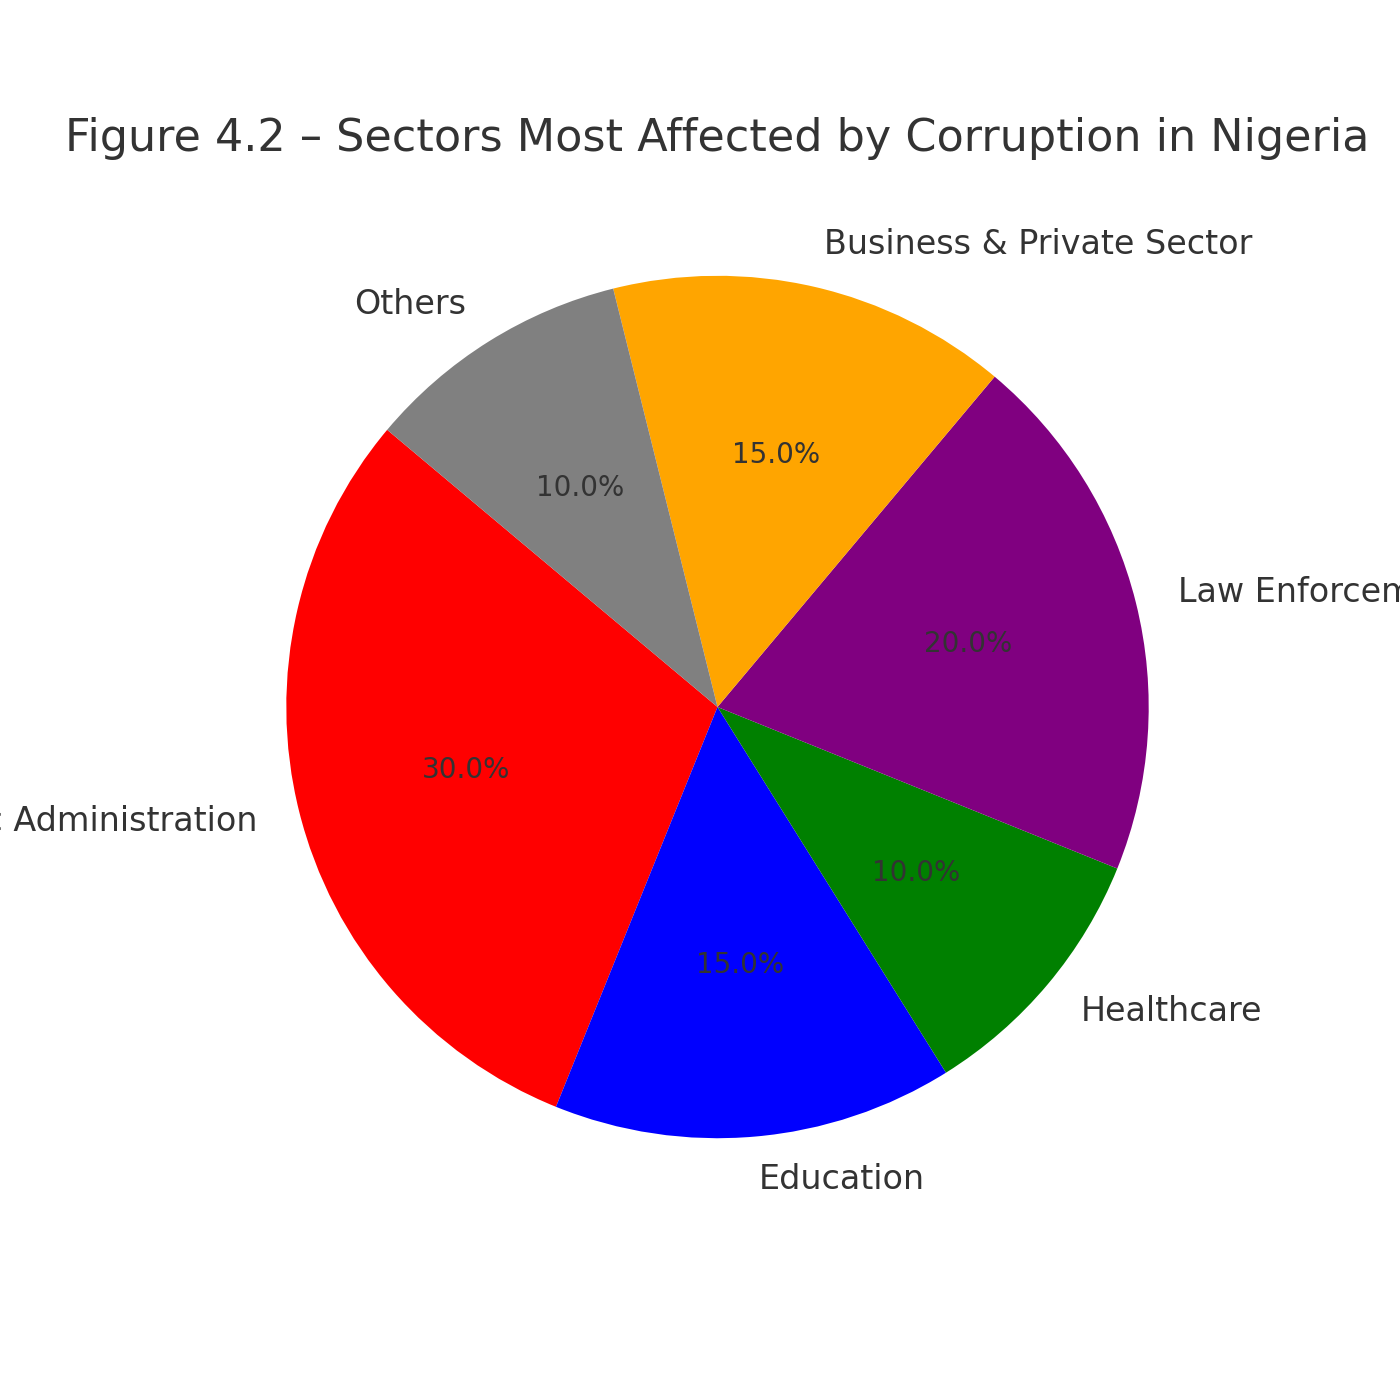 Figure 4.2 – Sectors Most Affected by Corruption in Nigeria
Business & Private Sector
Others
15.0%
10.0%
Law
20.0%
30.0%
Administration
10.0%
15.0%
Healthcare
Education